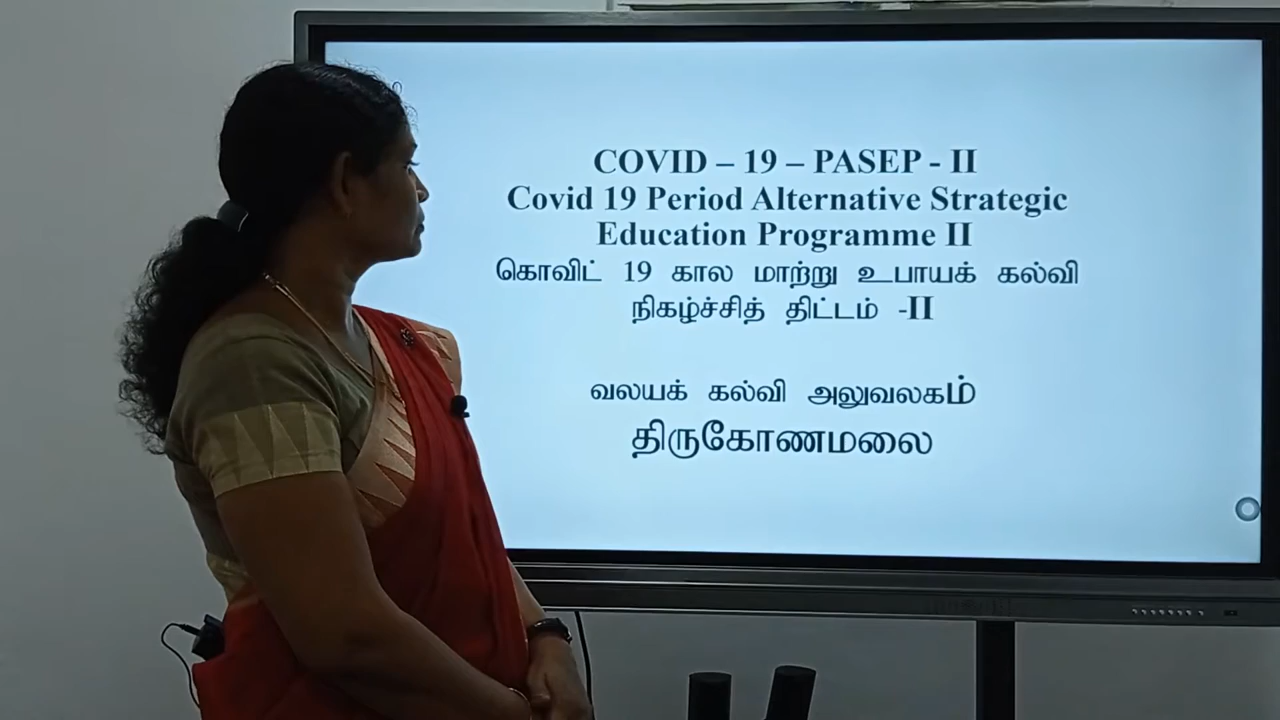 COVID – 19 – PASEP - II
Covid 19 Period Alternative Strategic
Education Programme II
கொவிட் 19 கால மாற்று உபாயக் கல்வி
நிகழ்ச்சித் திட்டம் -II
வலயக் கல்வி அலுவலகம்
திருகோணமலை